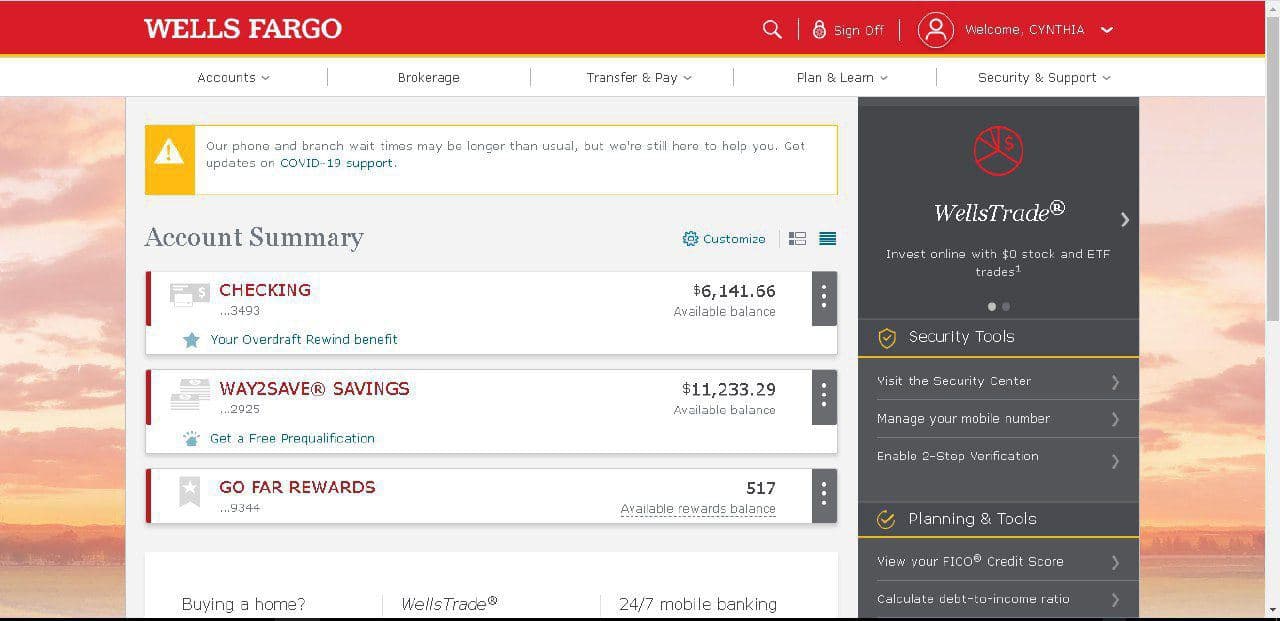 WELLS FARGO
Sign Off
Welcome, CYNTHIA
Accounts
Brokerage
Transfer & Pay
Plan & Learn
Security & Support
Our phone and branch wait times may be longer than usual, but we're still here to help you. Get
updates on COVID-19 support.
Account Summary
Customize
CHECKING
...3493
$6,141.66
Available balance
Your Overdraft Rewind benefit
WAY2SAVE® SAVINGS
...2925
$11,233.29
Available balance
Get a Free Prequalification
GO FAR REWARDS
...9344
517
Available rewards balance
Buying a home?
WellsTrade®
24/7 mobile banking
WellsTrade®
Invest online with $0 stock and ETF
trades¹
Security Tools
Visit the Security Center
Manage your mobile number
Enable 2-Step Verification
Planning & Tools
View your FICO® Credit Score
Calculate debt-to-income ratio